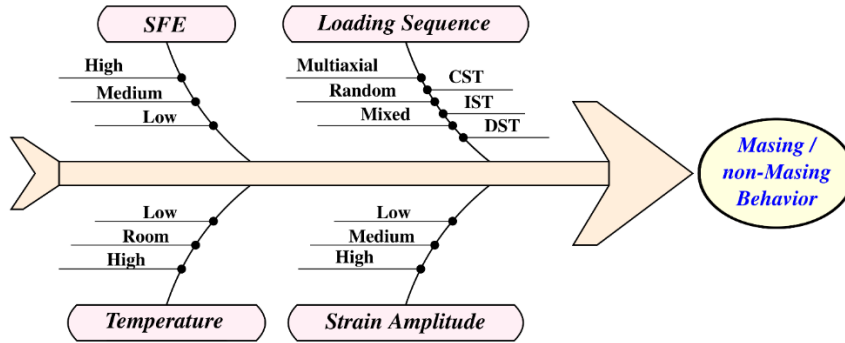 SFE
Loading Sequence
High
Medium
Low
Multiaxial
Random
Mixed
CST
IST
DST
Masing /
non-Masing
Behavior
Low
Room
High
Low
Medium
High
Temperature
Strain Amplitude